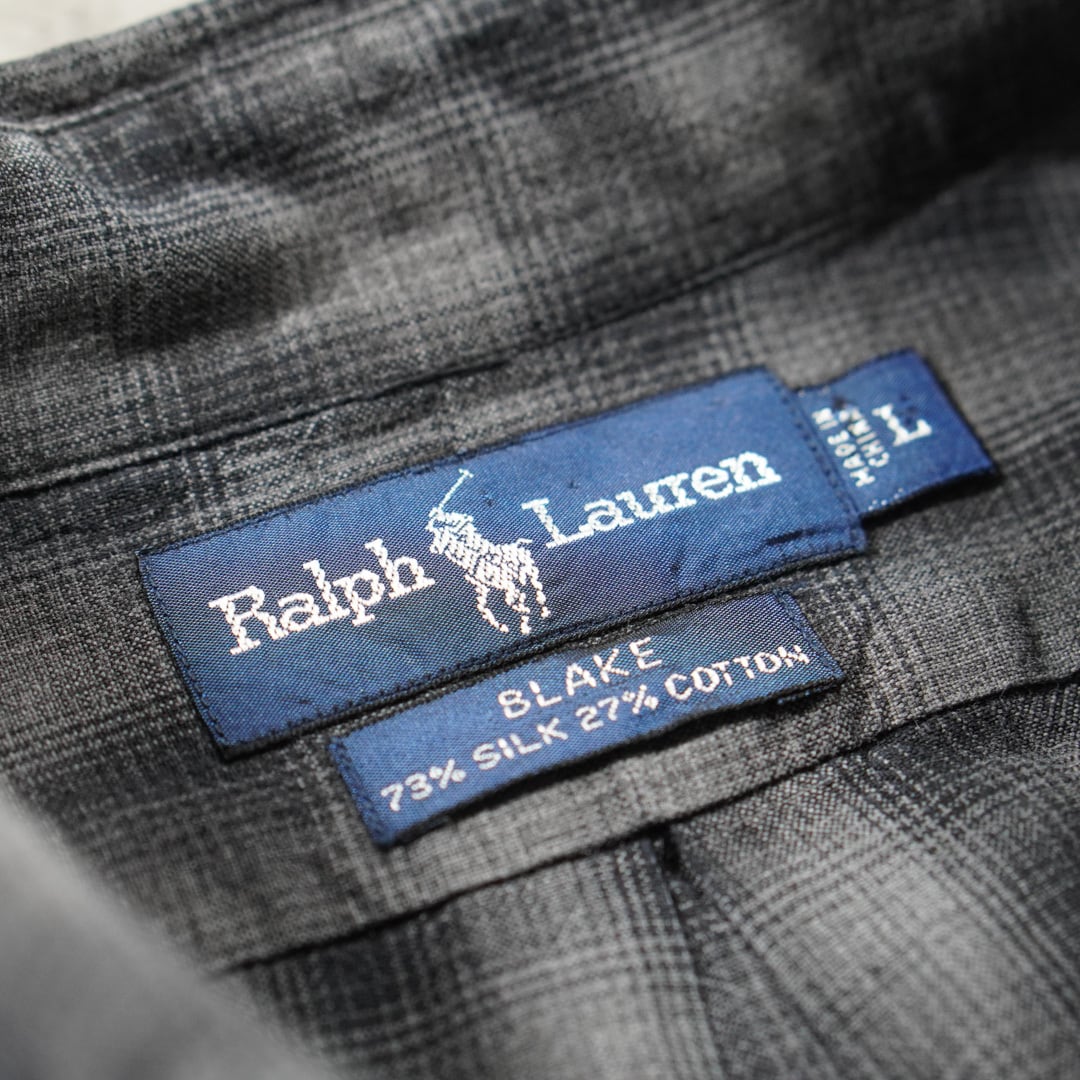 Ralph Lauren
L
MADE IN
CHINA
BLAKE
73% SILK 27% COTTON